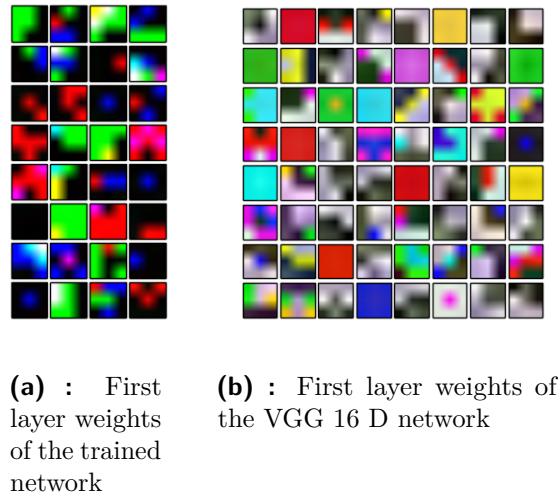 (a) : First
layer weights
of the trained
network
(b) : First layer weights of
the VGG 16 D network